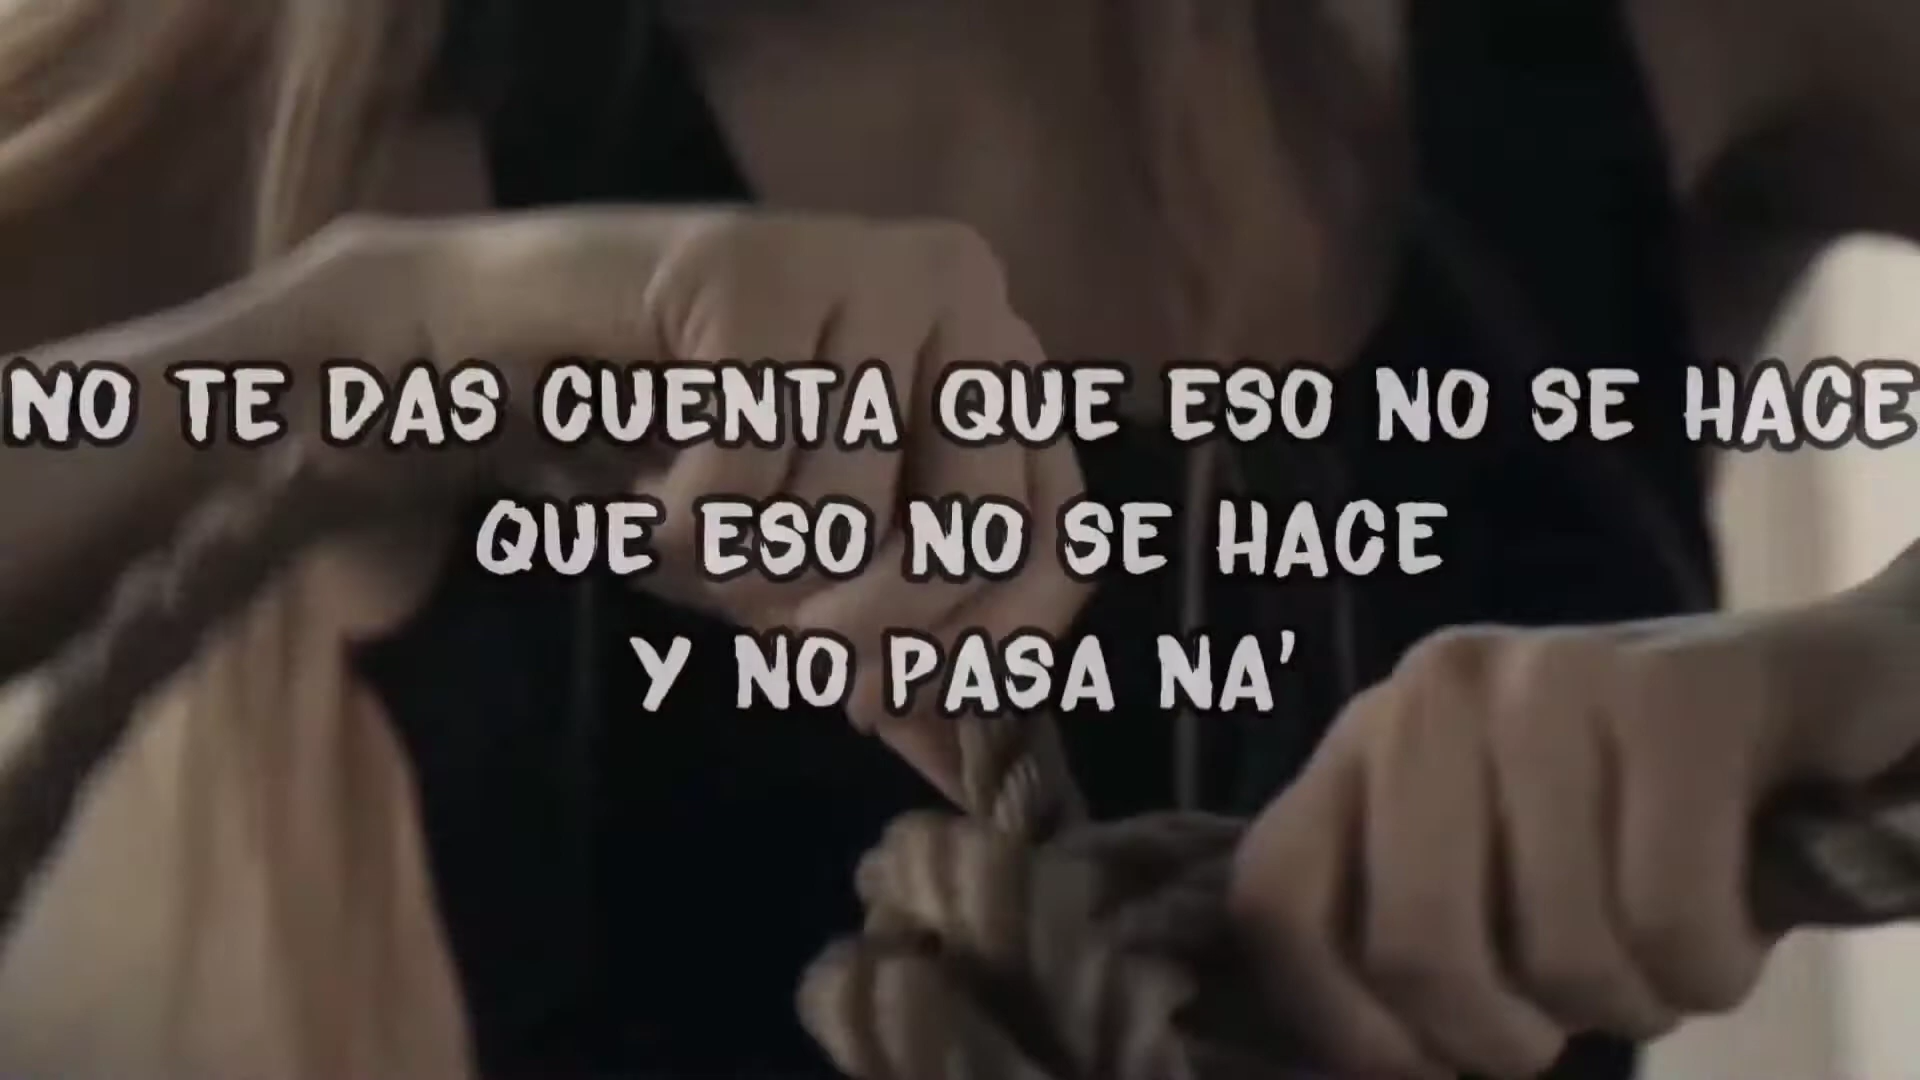 NO TE DAS CUENTA QUE ESO NO SE HACE
QUE ESO NO SE HACE
Y NO PASA NA'